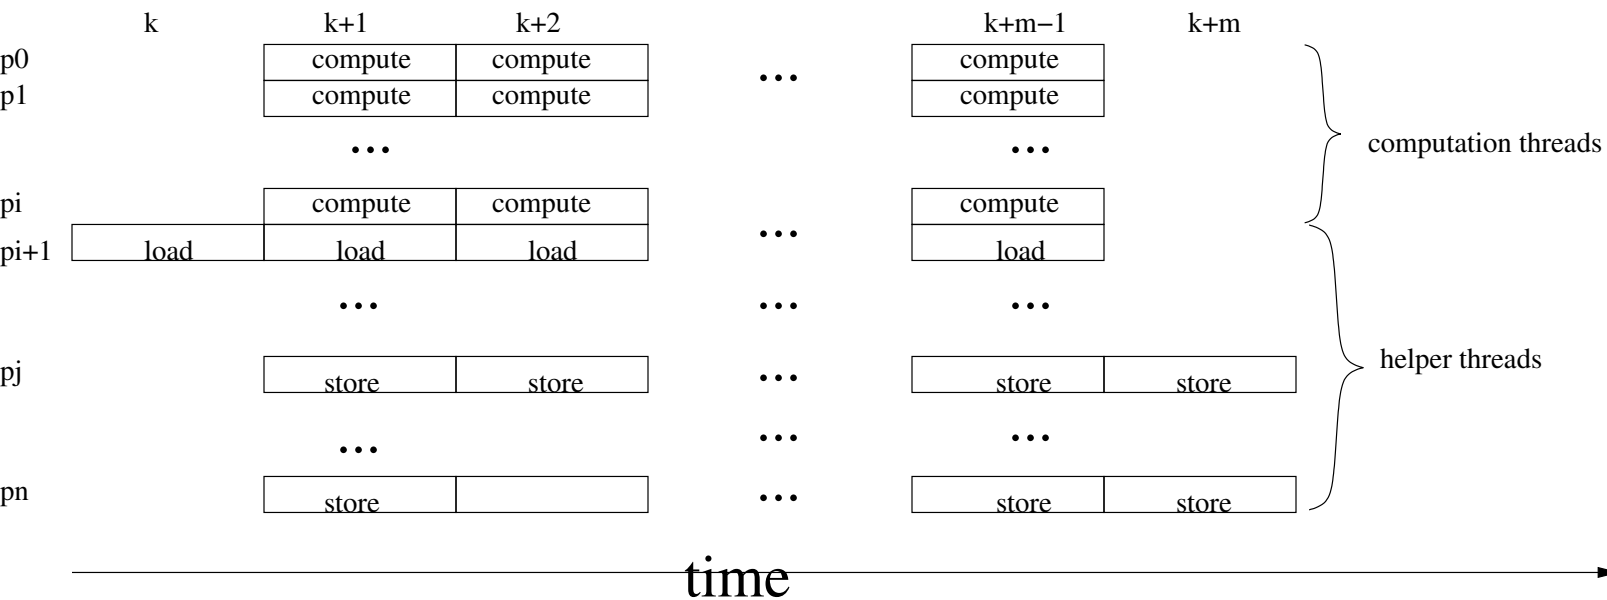 k k+1 k+2 k+m−1 k+m
p0 compute compute ... compute
p1 compute compute compute
... ...
computation threads
pi compute compute compute
...
pi+1 load load load load
... ... ...
helper threads
pj store store ... store store
... ... ...
pn store ... store store
time